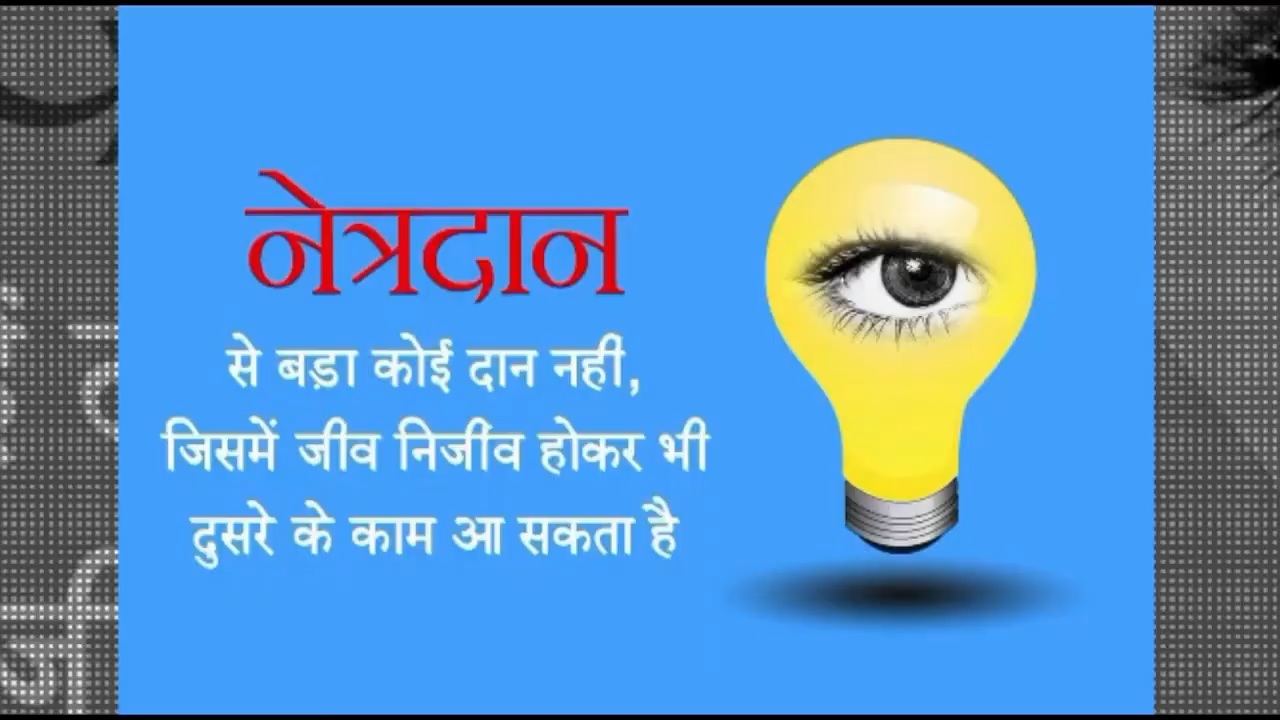 नेत्रदान
से बड़ा कोई दान नहीं,
जिसमें जीव निर्जीव होकर भी
दुसरे के काम आ सकता है